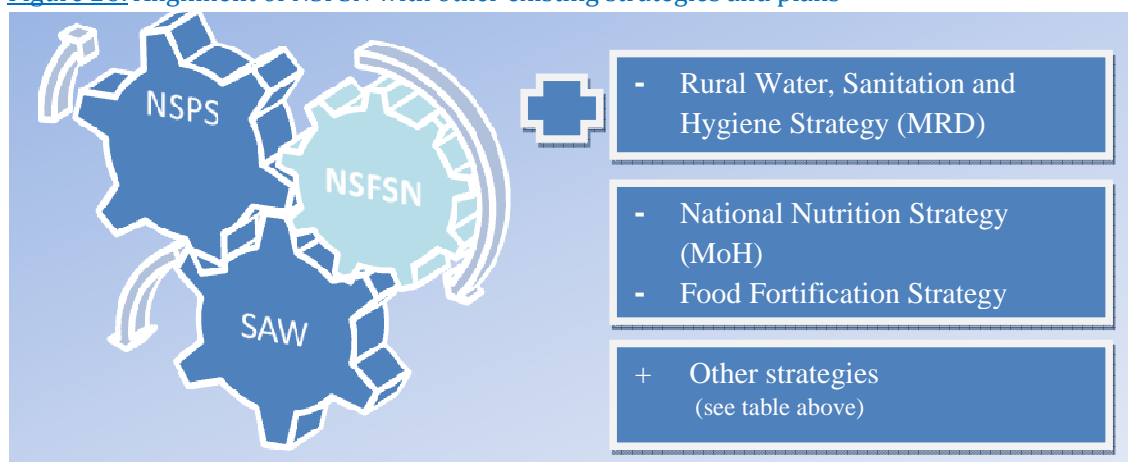 Alignment of NSFSN with other existing strategies and plans
NSPS
NSFSN
SAW
- Rural Water, Sanitation and
Hygiene Strategy (MRD)
- National Nutrition Strategy
(MoH)
- Food Fortification Strategy
+ Other strategies
(see table above)